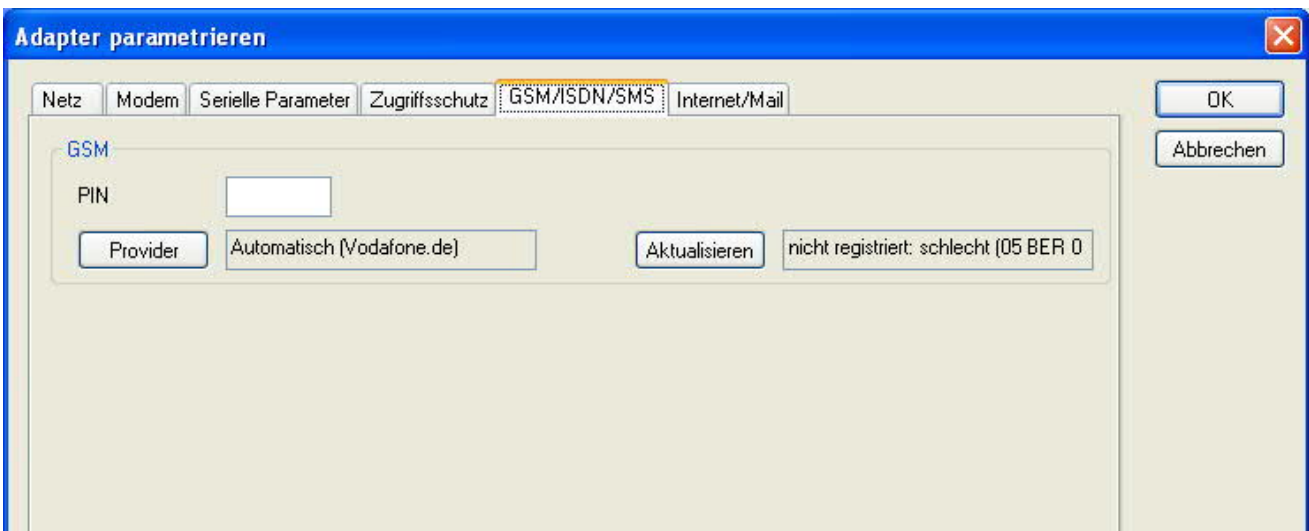 Adapter parametrieren
Netz Modem Serielle Parameter Zugriffsschutz GSM/ISDN/SMS Internet/Mail
OK
Abbrechen
GSM
PIN
Provider Automatisch (Vodafone.de) Aktualisieren nicht registriert: schlecht (05 BER 0